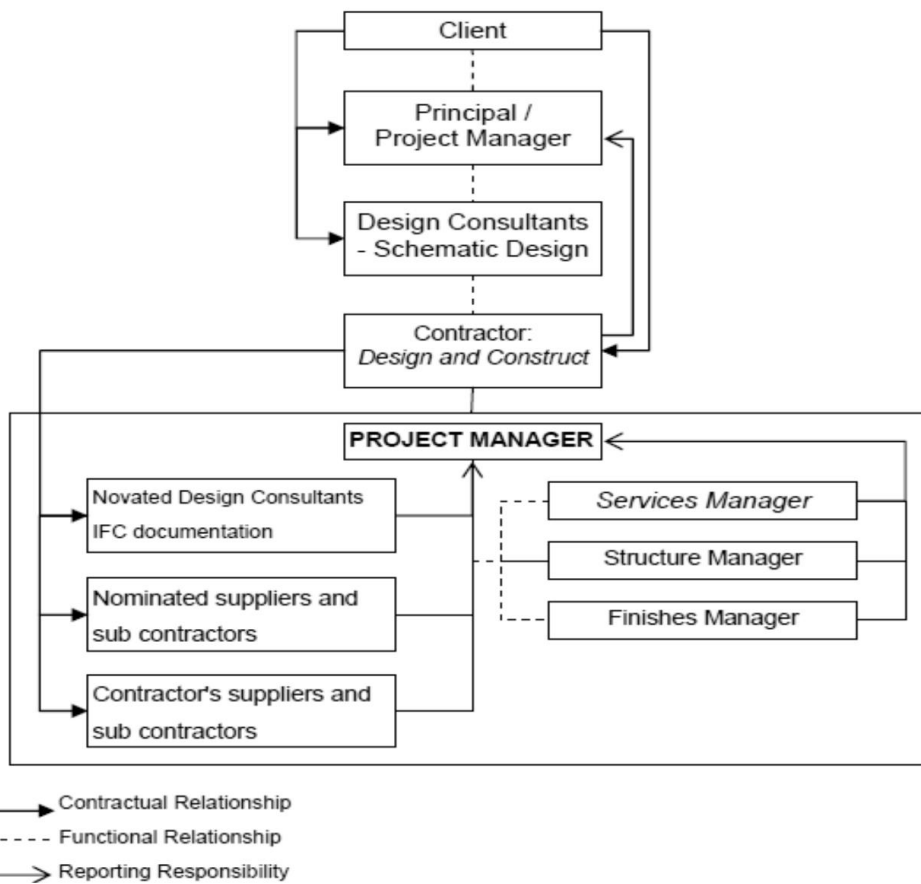 Client
Principal /
Project Manager
Design Consultants
- Schematic Design
Contractor:
Design and Construct
PROJECT MANAGER
Novated Design Consultants
IFC documentation
Nominated suppliers and
sub contractors
Contractor's suppliers and
sub contractors
Services Manager
Structure Manager
Finishes Manager
Contractual Relationship
Functional Relationship
Reporting Responsibility